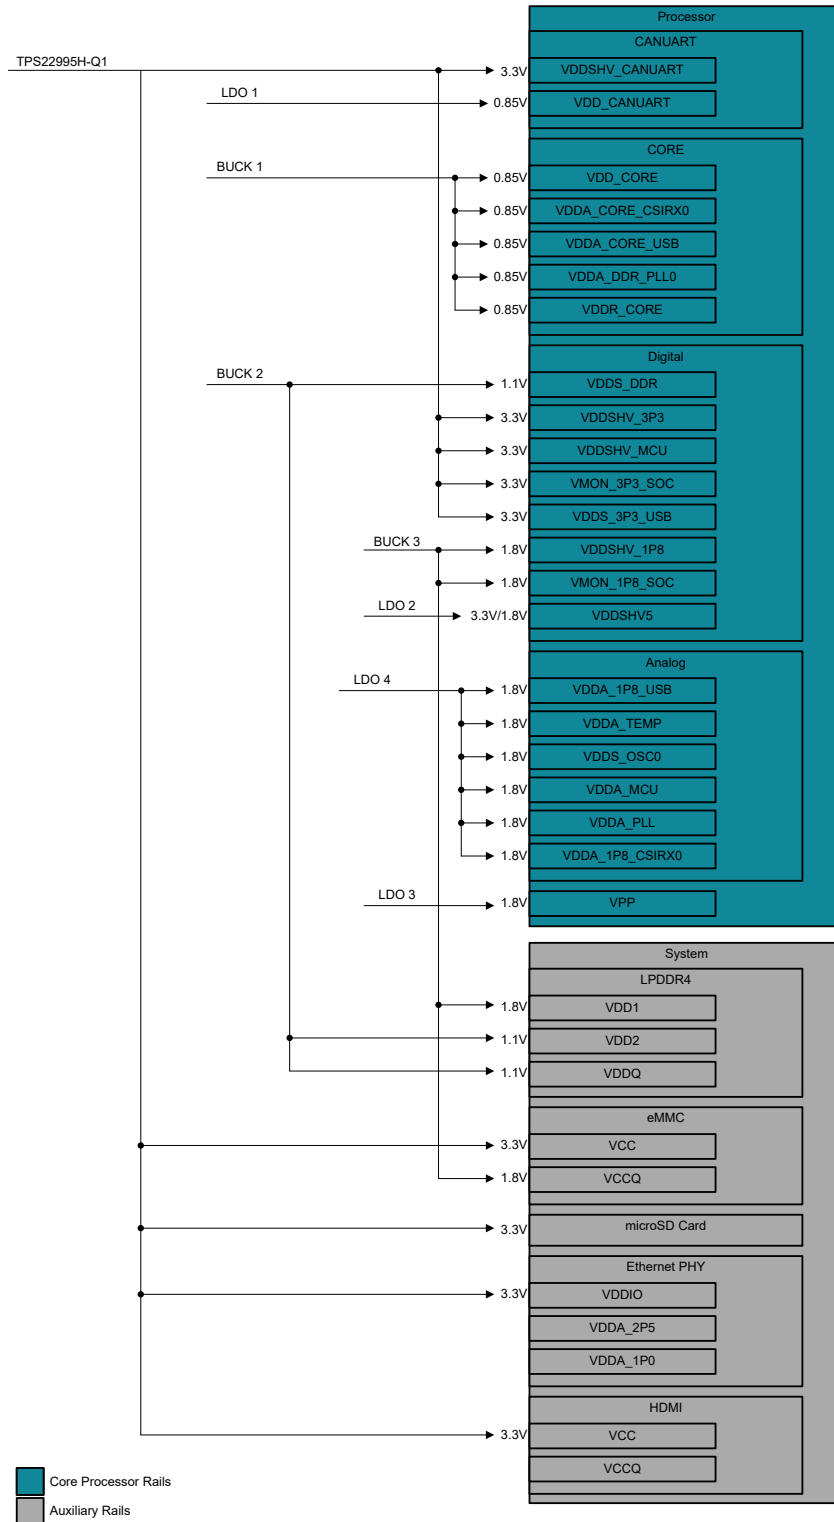 Processor
CANUART
TPS22995H-Q1
3.3V VDDSHV_CANUART
LDO 1
0.85V VDD_CANUART
CORE
BUCK 1
0.85V VDD_CORE
0.85V VDDA_CORE_CSIRX0
0.85V VDDA_CORE_USB
0.85V VDDA_DDR_PLL0
0.85V VDDR_CORE
Digital
BUCK 2
1.1V VDDS_DDR
3.3V VDDSHV_3P3
3.3V VDDSHV_MCU
3.3V VMON_3P3_SOC
3.3V VDDS_3P3_USB
BUCK 3
1.8V VDDSHV_1P8
1.8V VMON_1P8_SOC
LDO 2
3.3V/1.8V VDDSHV5
Analog
LDO 4
1.8V VDDA_1P8_USB
1.8V VDDA_TEMP
1.8V VDDS_OSC0
1.8V VDDA_MCU
1.8V VDDA_PLL
1.8V VDDA_1P8_CSIRX0
LDO 3
1.8V VPP
System
LPDDR4
1.8V VDD1
1.1V VDD2
1.1V VDDQ
eMMC
3.3V VCC
1.8V VCCQ
3.3V microSD Card
Ethernet PHY
3.3V VDDIO
VDDA_2P5
VDDA_1P0
HDMI
3.3V VCC
VCCQ
Core Processor Rails
Auxiliary Rails